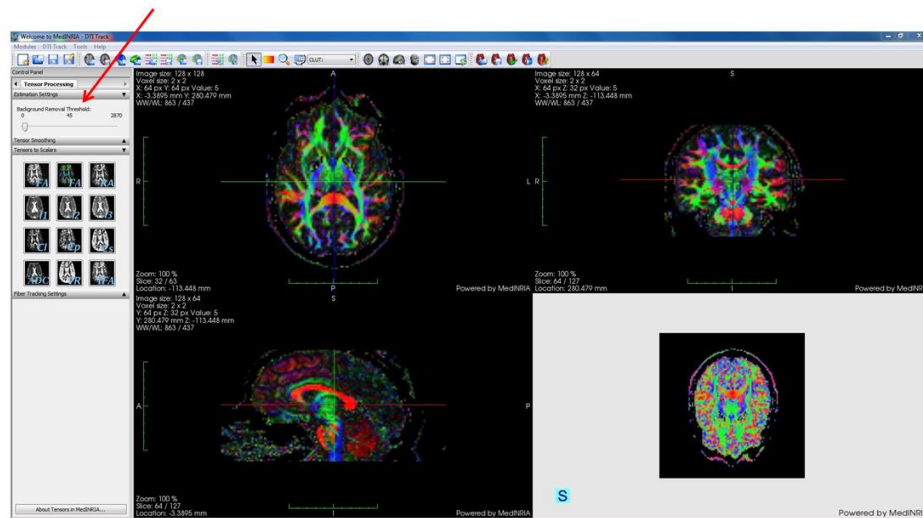 Welcome to MedINRIA - DTI Track
Modules DTI Track Tools Help
CLUT:
Control Panel
Tensor Processing
Estimation Settings
Background Removal Threshold:
0 45 2870
Tensor Smoothing
Tensors to Scalars
FA FA RA
l1 l2 l3
Cl Cp Cs
ADC VR FA
Fiber Tracking Settings
About Tensors in MedINRIA...
Image size: 128 x 128
Voxel size: 2 x 2
X: 64 px Y: 64 px Value: 5
X: -3.3895 mm Y: 280.479 mm
WW/WL: 863 / 437
A
R
L
P
Zoom: 100 %
Slice: 32 / 63
Location: -113.448 mm
Powered by MedINRIA
Image size: 128 x 64
Voxel size: 2 x 2
X: 64 px Z: 32 px Value: 5
X: -3.3895 mm Z: -113.448 mm
WW/WL: 863 / 437
S
R
I
Zoom: 100 %
Slice: 64 / 127
Location: 280.479 mm
Powered by MedINR
Image size: 128 x 64
Voxel size: 2 x 2
Y: 64 px Z: 32 px Value: 5
Y: 280.479 mm Z: -113.448 mm
WW/WL: 863 / 437
S
A
P
I
Zoom: 100 %
Slice: 64 / 127
Location: -3.3895 mm
Powered by MedINRIA
S
Powered by MedINR